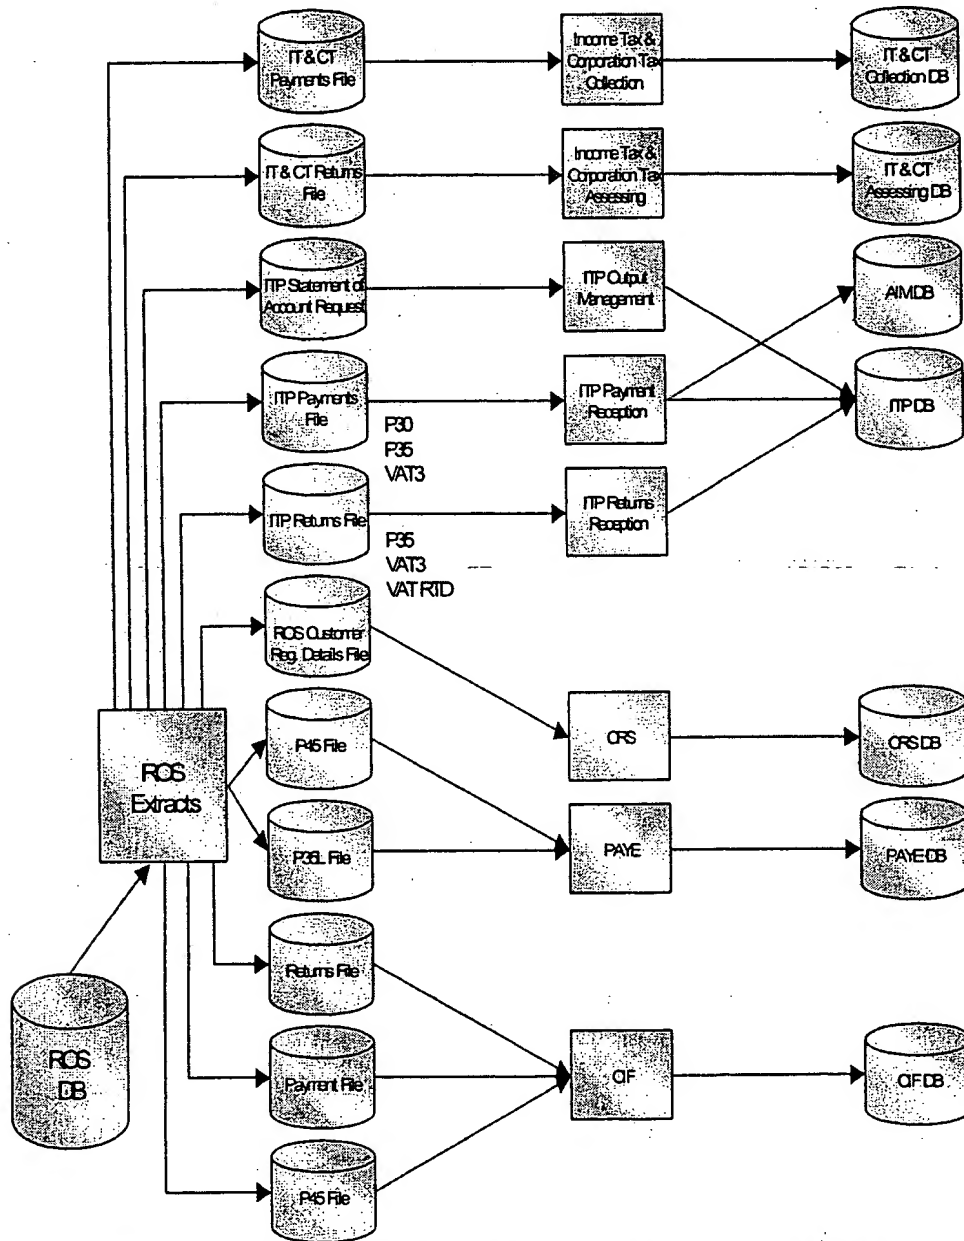 IT & CT
Payments File
Income Tax &
Corporation Tax
Collection
IT & CT
Collection DB
IT & CT Returns
File
Income Tax &
Corporation Tax
Assessing
IT & CT
Assessing DB
ITP Statement of
Account Request
ITP Output
Management
AIM DB
ITP Payments
File
P30
P35
VAT3
ITP Payment
Reception
ITP DB
ITP Returns File
P35
VAT3
VAT RTD
ITP Returns
Reception
ROS Customer
Reg. Details File
ROS
Extracts
P45 File
CRS
CRS DB
P35L File
PAYE
PAYE DB
Returns File
ROS
DB
Payment File
CIF
CIF DB
P45 File